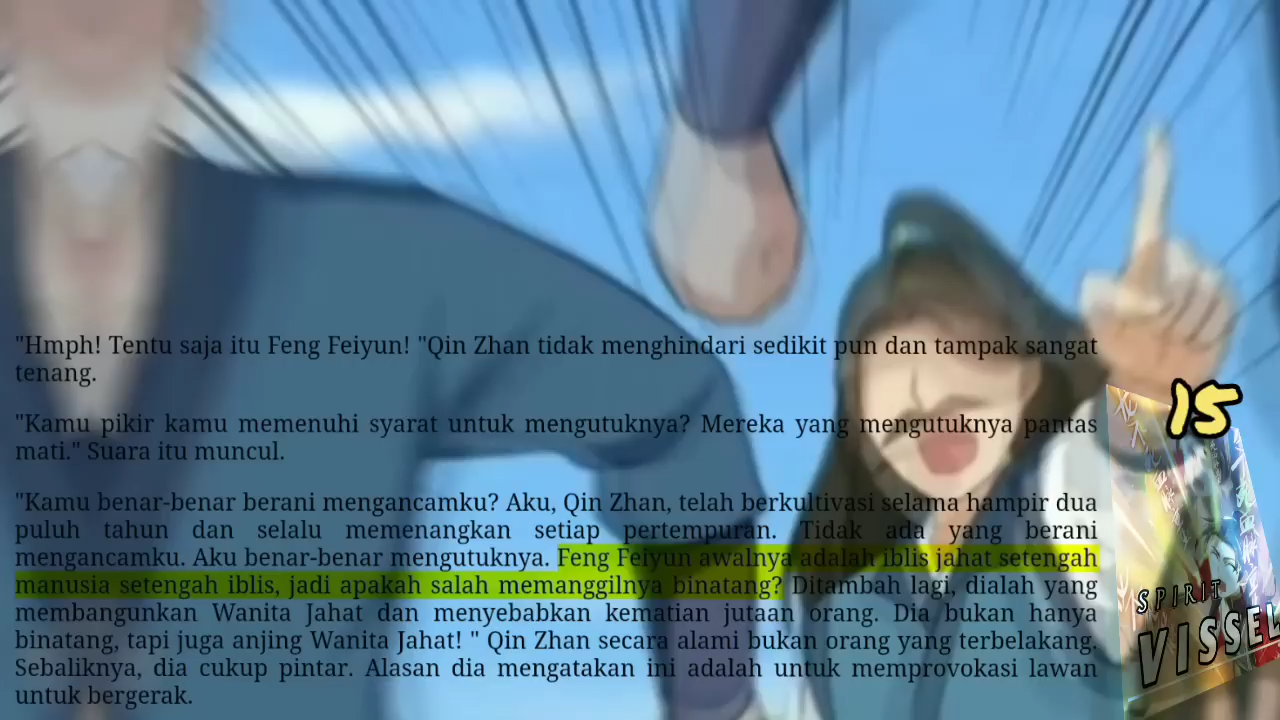 "Hmph! Tentu saja itu Feng Feiyun! "Qin Zhan tidak menghindari sedikit pun dan tampak sangat
tenang.
"Kamu pikir kamu memenuhi syarat untuk mengutuknya? Mereka yang mengutuknya pantas
mati." Suara itu muncul.
"Kamu benar-benar berani mengancamku? Aku, Qin Zhan, telah berkultivasi selama hampir dua
puluh tahun dan selalu memenangkan setiap pertempuran. Tidak ada yang berani
mengancamku. Aku benar-benar mengutuknya. Feng Feiyun awalnya adalah iblis jahat setengah
manusia setengah iblis, jadi apakah salah memanggilnya binatang? Ditambah lagi, dialah yang
membangunkan Wanita Jahat dan menyebabkan kematian jutaan orang. Dia bukan hanya
binatang, tapi juga anjing Wanita Jahat! " Qin Zhan secara alami bukan orang yang terbelakang.
Sebaliknya, dia cukup pintar. Alasan dia mengatakan ini adalah untuk memprovokasi lawan
untuk bergerak.
15
SPIRIT
VISSEL